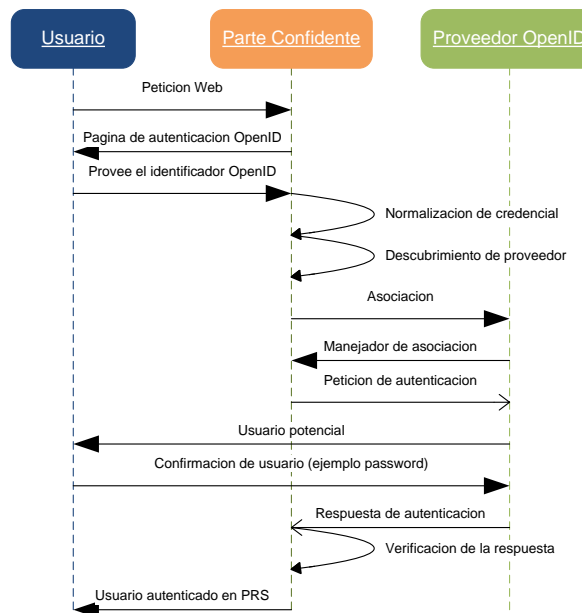 Usuario
Parte Confidente
Proveedor OpenID
Peticion Web
Pagina de autenticacion OpenID
Provee el identificador OpenID
Normalizacion de credencial
Descubrimiento de proveedor
Asociacion
Manejador de asociacion
Peticion de autenticacion
Usuario potencial
Confirmacion de usuario (ejemplo password)
Respuesta de autenticacion
Verificacion de la respuesta
Usuario autenticado en PRS